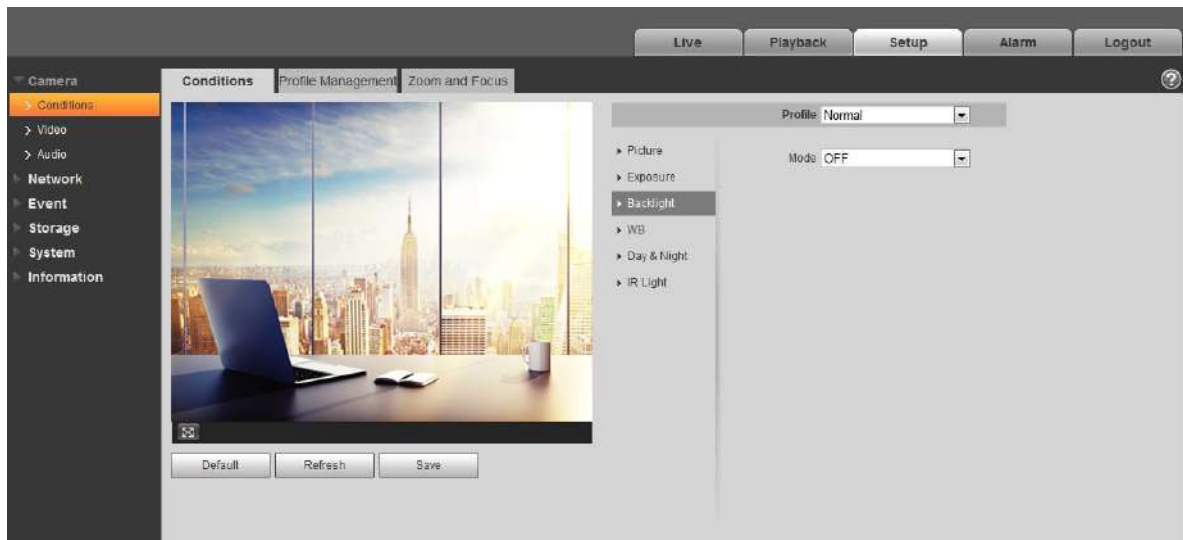 Live Playback Setup Alarm Logout
Camera
Conditions
Video
Audio
Network
Event
Storage
System
Information
Conditions Profile Management Zoom and Focus
Profile Normal
Picture
Exposure
Backlight
WB
Day & Night
IR Light
Mode OFF
Default Refresh Save